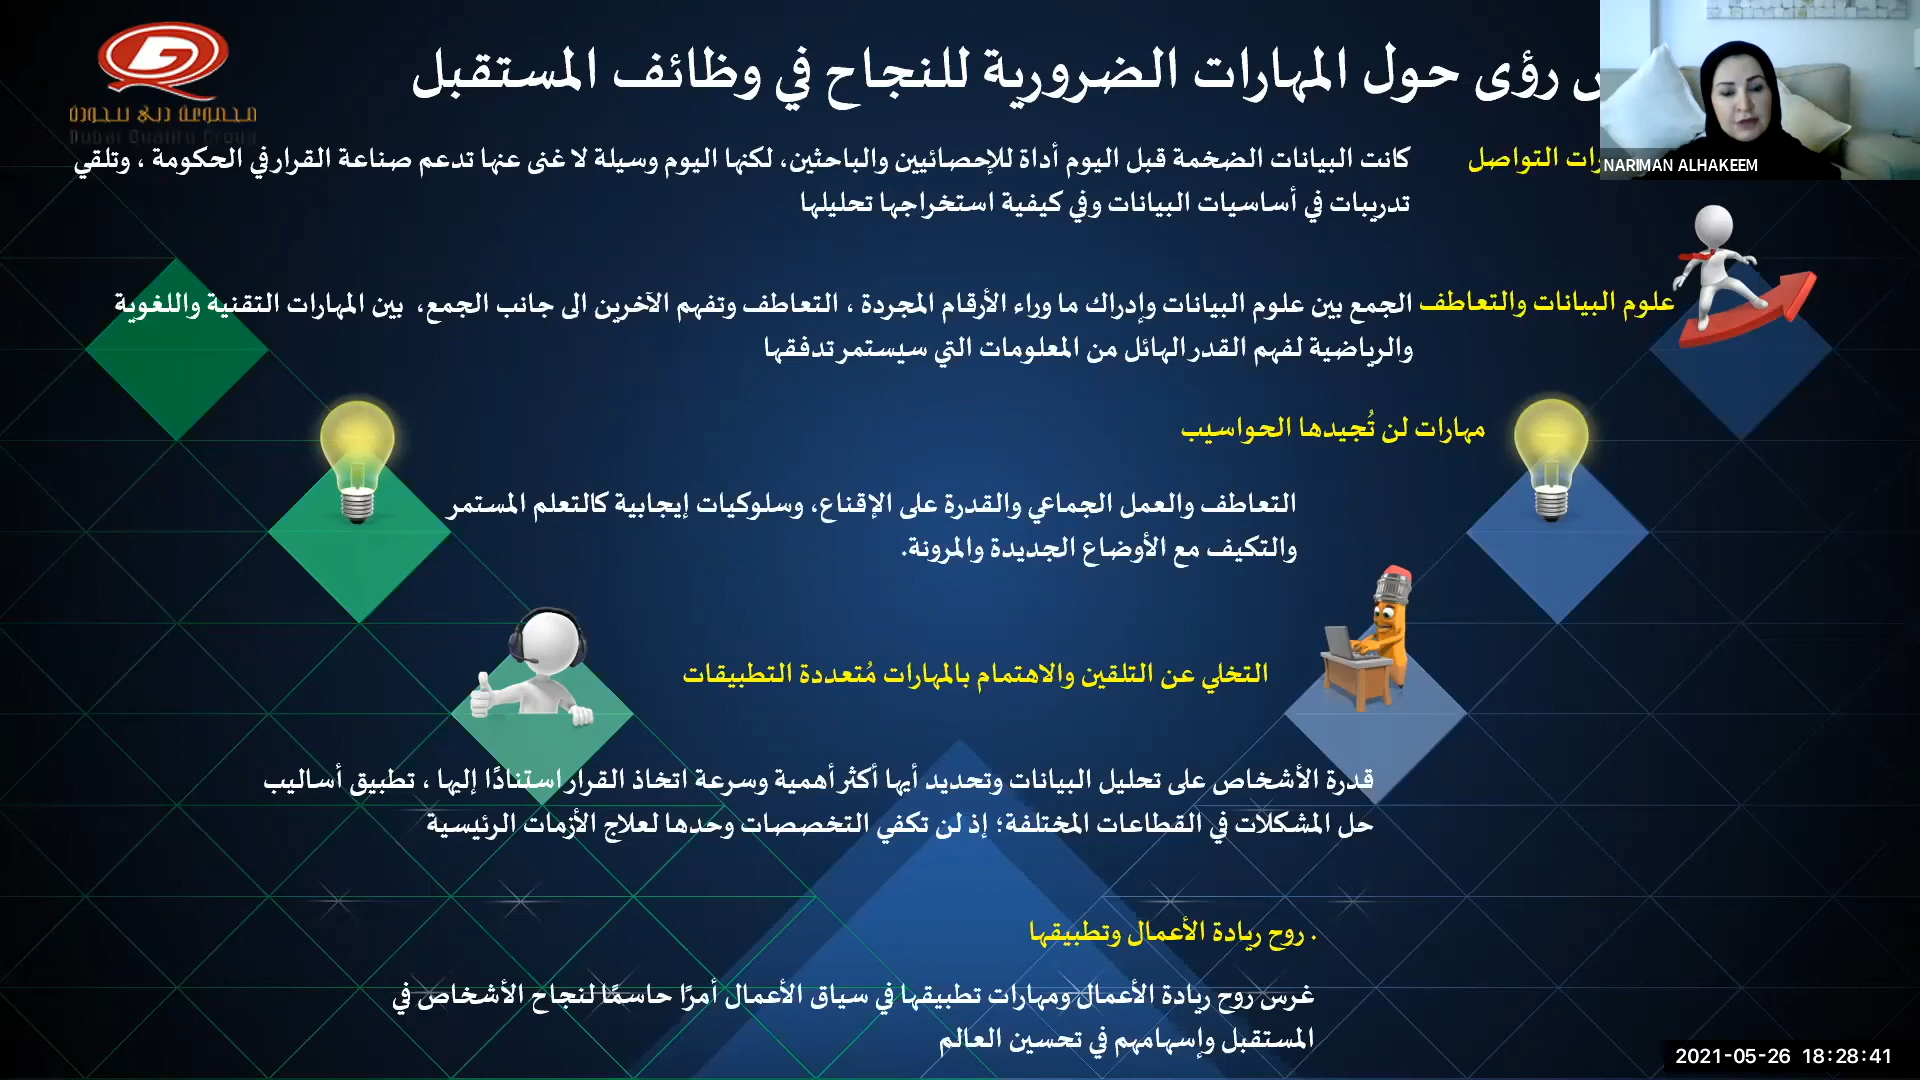 رؤى حول المهارات الضرورية للنجاح في وظائف المستقبل
مجموعة دبي للجودة
Dubai Quality Group
NARIMAN ALHAKEEM
التواصل
كانت البيانات الضخمة قبل اليوم أداة للإحصائيين والباحثين، لكنها اليوم وسيلة لا غنى عنها تدعم صناعة القرار في الحكومة ، وتلقي
تدريبات في أساسيات البيانات وفي كيفية استخراجها تحليلها
علوم البيانات والتعاطف
الجمع بين علوم البيانات وإدراك ما وراء الأرقام المجردة ، التعاطف وتفهم الآخرين الى جانب الجمع، بين المهارات التقنية واللغوية
والرياضية لفهم القدر الهائل من المعلومات التي سيستمر تدفقها
مهارات لن تُجيدها الحواسيب
التعاطف والعمل الجماعي والقدرة على الإقناع، وسلوكيات إيجابية كالتعلم المستمر
والتكيف مع الأوضاع الجديدة والمرونة.
التخلي عن التلقين والاهتمام بالمهارات مُتعددة التطبيقات
قدرة الأشخاص على تحليل البيانات وتحديد أيها أكثر أهمية وسرعة اتخاذ القرار استنادًا إليها ، تطبيق أساليب
حل المشكلات في القطاعات المختلفة؛ إذ لن تكفي التخصصات وحدها لعلاج الأزمات الرئيسية
. روح ريادة الأعمال وتطبيقها
غرس روح ريادة الأعمال ومهارات تطبيقها في سياق الأعمال أمرًا حاسمًا لنجاح الأشخاص في
المستقبل وإسهامهم في تحسين العالم
2021-05-26 18:28:41